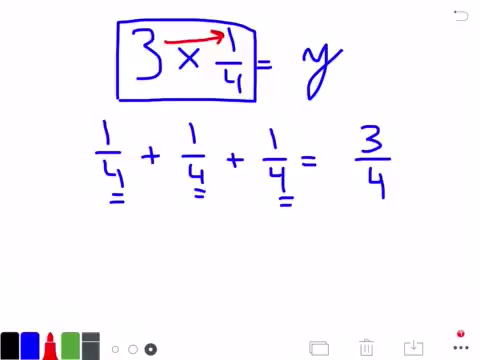 3 × 1/4 = y
1/4 + 1/4 + 1/4 = 3/4